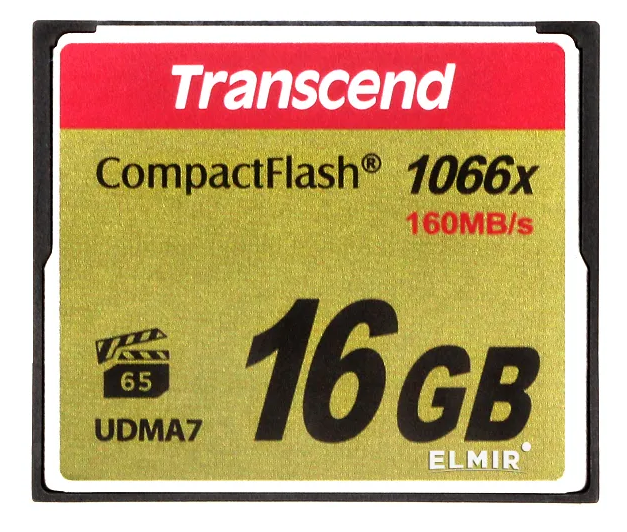 Transcend
CompactFlash® 1066x
160MB/s
65
UDMA7
16GB
ELMIR